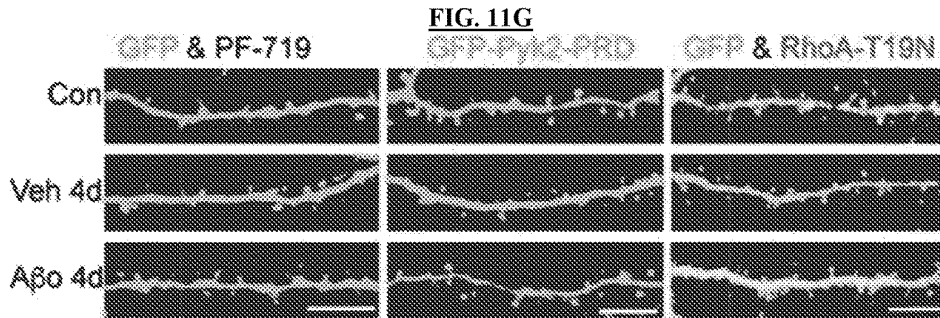 FIG. 11G
GFP & PF-719 GFP-Pyk2-PRD GFP & RhoA-T19N
Con
Veh 4d
Aβo 4d